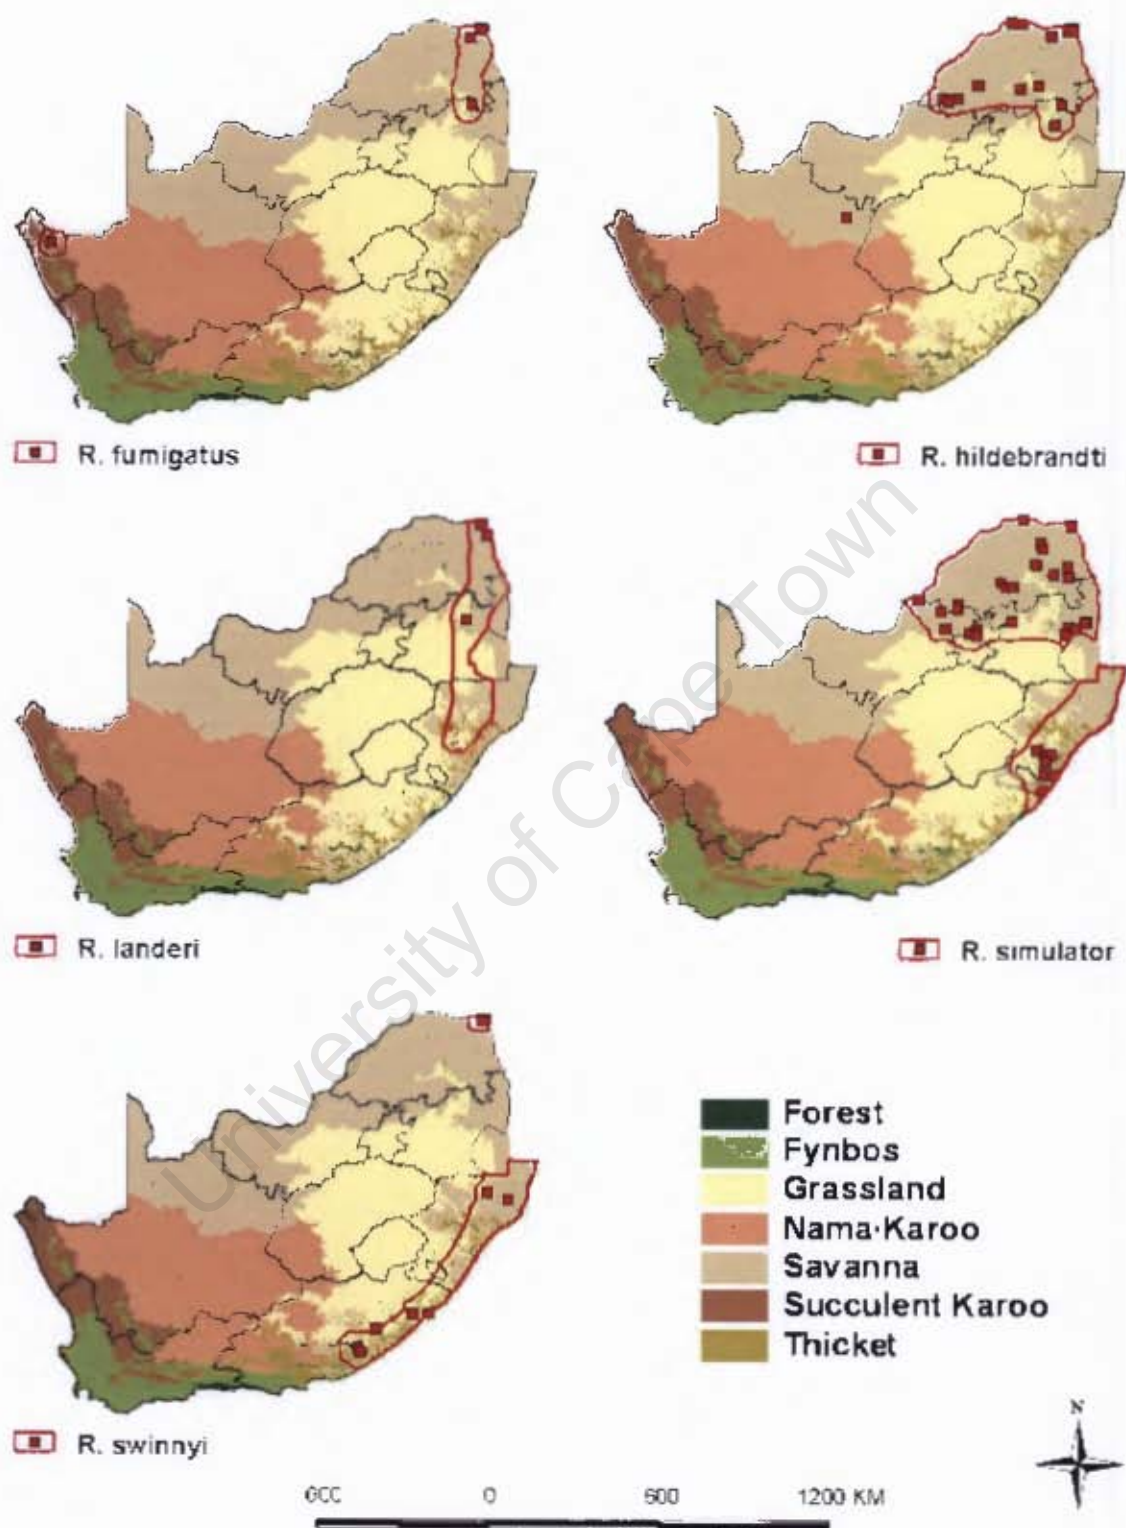 R. fumigatus
R. hildebrandti
R. landeri
R. simulator
R. swinnyi
Forest
Fynbos
Grassland
Nama-Karoo
Savanna
Succulent Karoo
Thicket
N
0
600
1200 KM
University of Cape Town